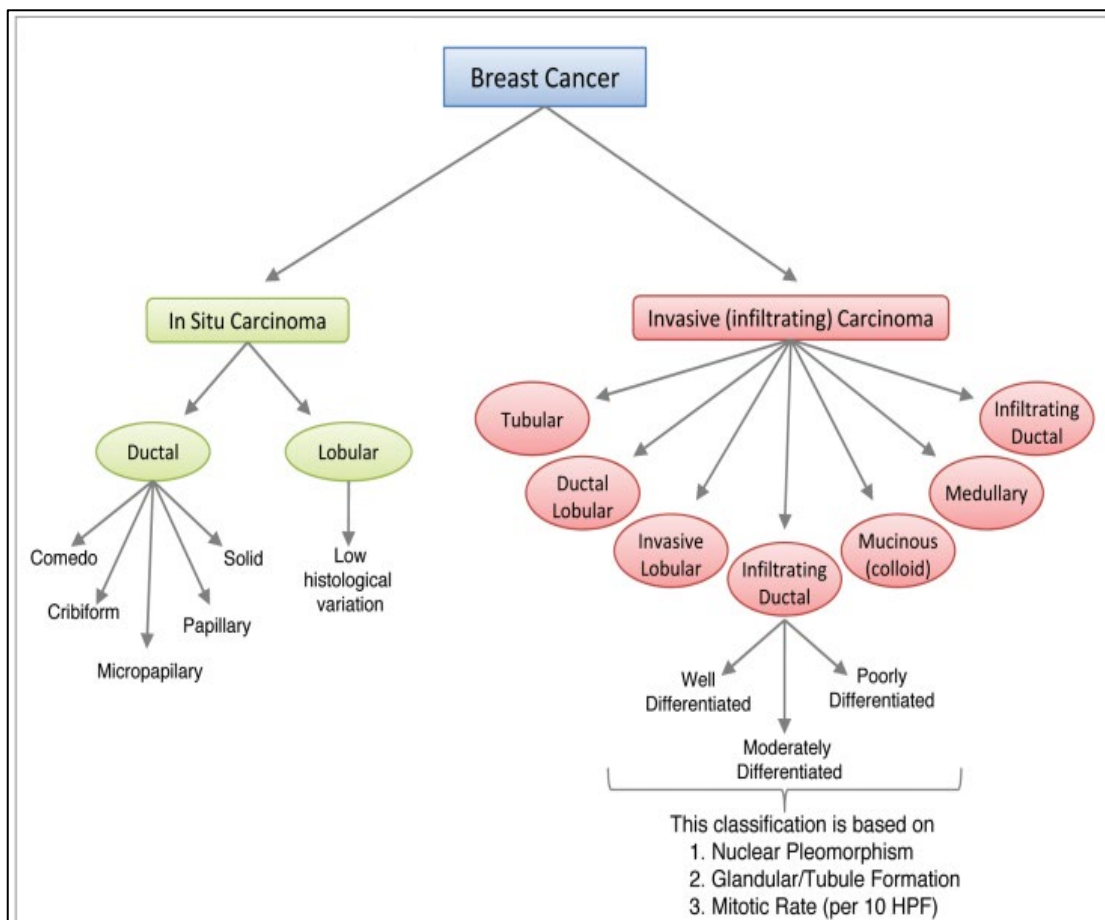 Breast Cancer
In Situ Carcinoma
Invasive (infiltrating) Carcinoma
Ductal
Lobular
Comedo
Cribiform
Micropapilary
Papillary
Solid
Low
histological
variation
Tubular
Ductal
Lobular
Invasive
Lobular
Infiltrating
Ductal
Mucinous
(colloid)
Medullary
Infiltrating
Ductal
Well
Differentiated
Moderately
Differentiated
Poorly
Differentiated
This classification is based on
1. Nuclear Pleomorphism
2. Glandular/Tubule Formation
3. Mitotic Rate (per 10 HPF)